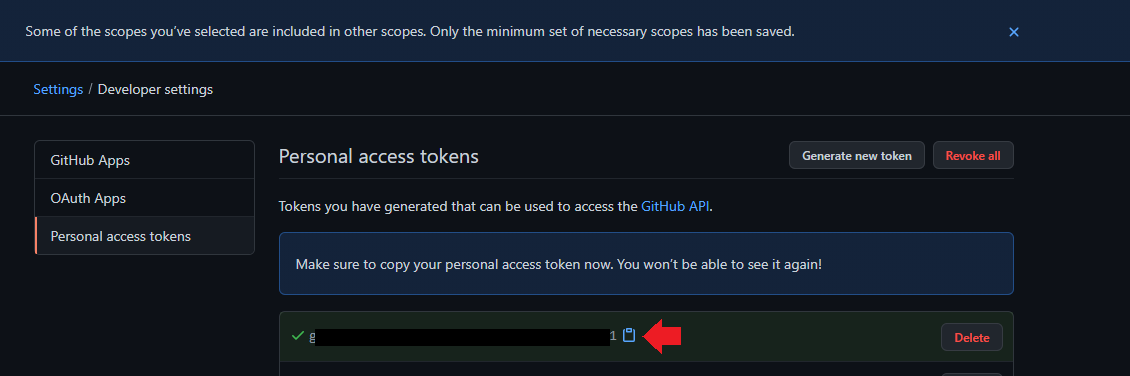 Some of the scopes you've selected are included in other scopes. Only the minimum set of necessary scopes has been saved.
Settings / Developer settings
GitHub Apps
OAuth Apps
Personal access tokens
Personal access tokens
Generate new token
Revoke all
Tokens you have generated that can be used to access the GitHub API.
Make sure to copy your personal access token now. You won't be able to see it again!
g
1
Delete